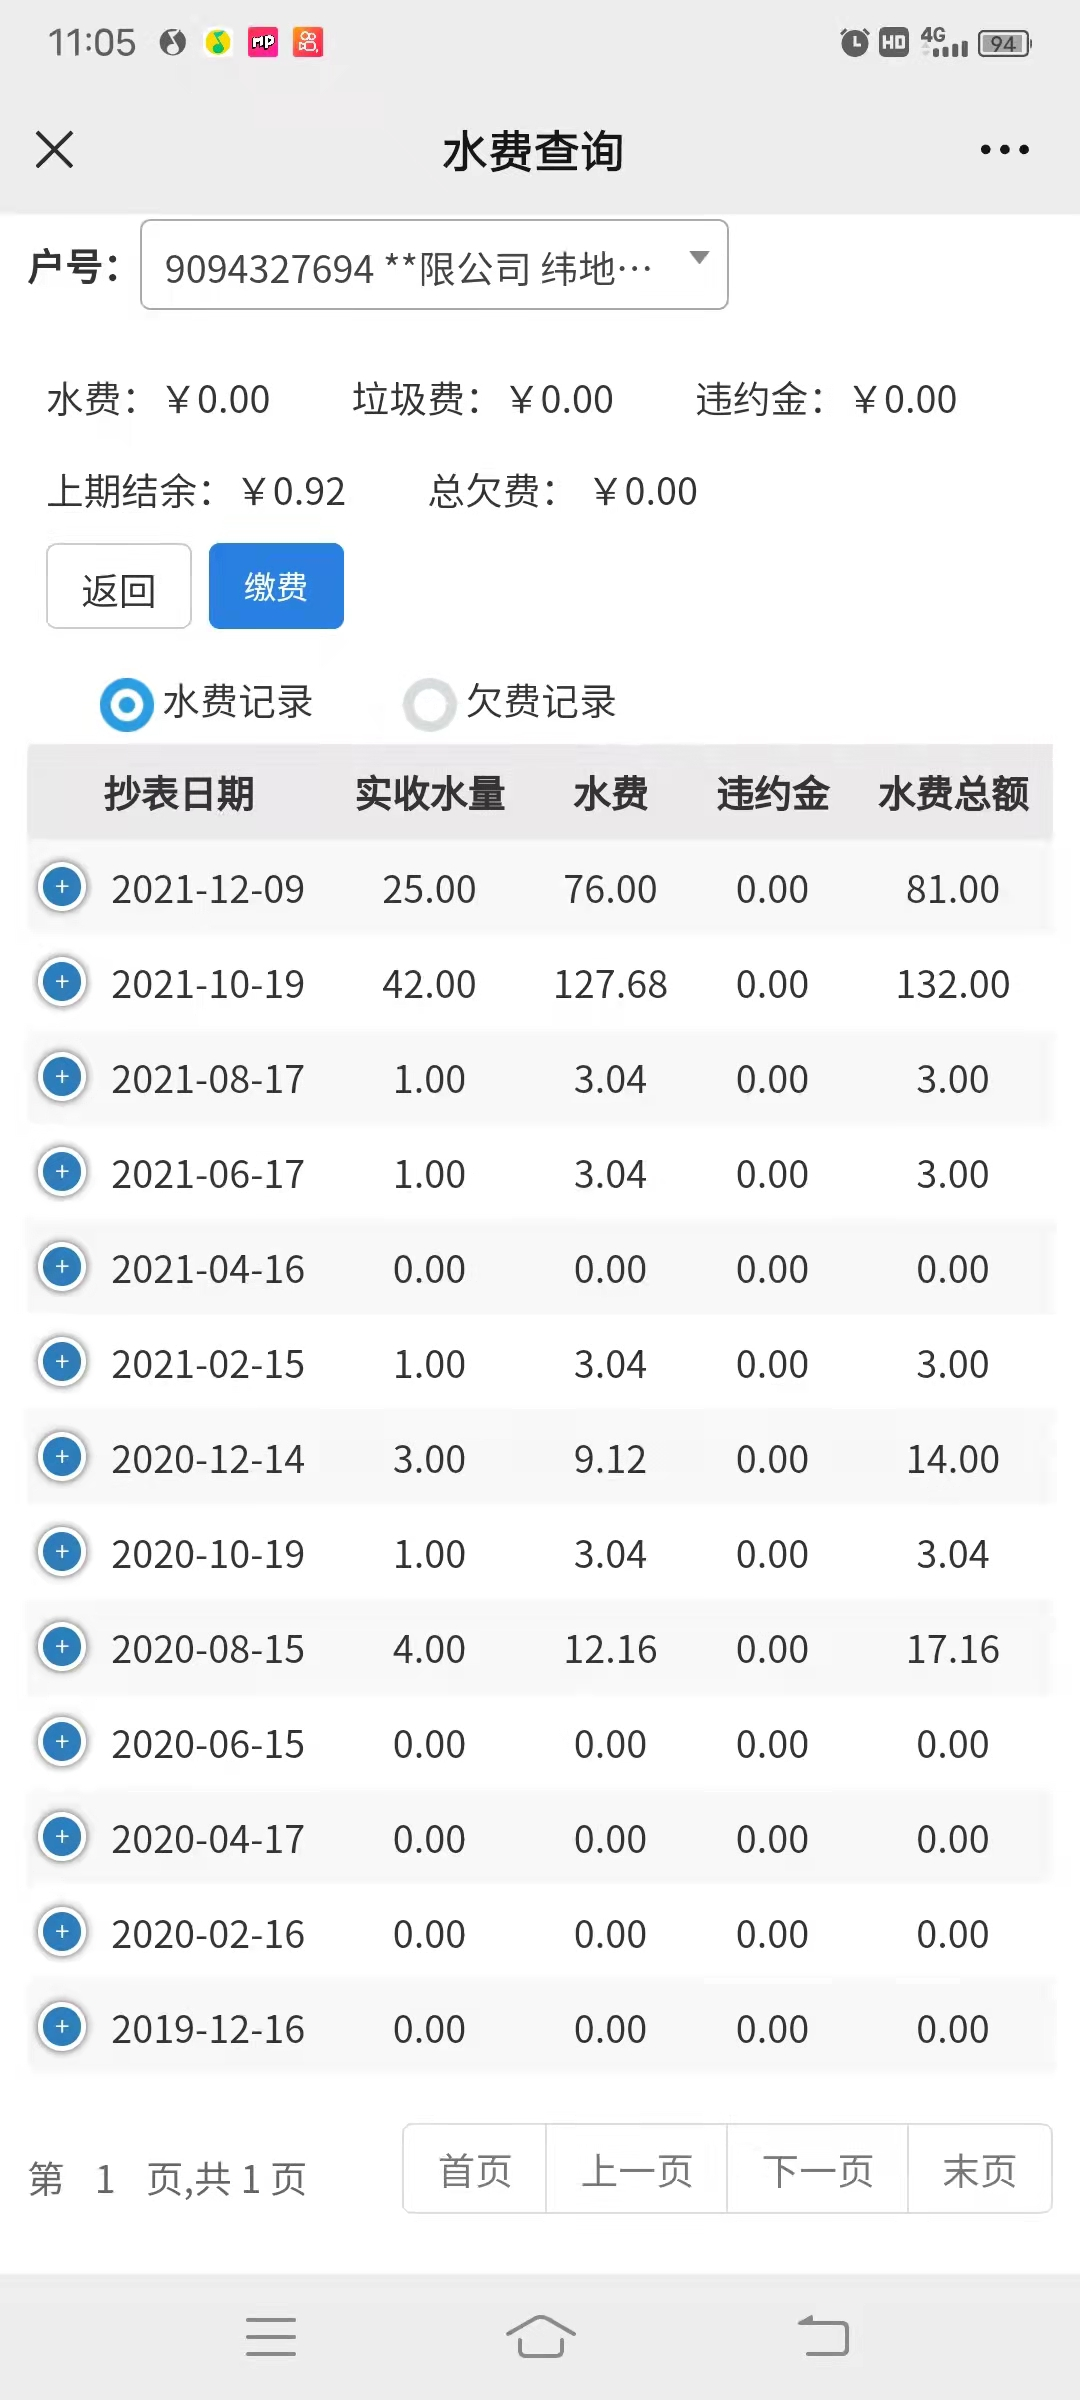 11:05 HD 4G 94
水费查询
户号： 9094327694 **限公司 纬地…
水费：￥0.00 垃圾费：￥0.00 违约金：￥0.00
上期结余：￥0.92 总欠费：￥0.00
返回 缴费
水费记录 欠费记录
抄表日期 实收水量 水费 违约金 水费总额
2021-12-09 25.00 76.00 0.00 81.00
2021-10-19 42.00 127.68 0.00 132.00
2021-08-17 1.00 3.04 0.00 3.00
2021-06-17 1.00 3.04 0.00 3.00
2021-04-16 0.00 0.00 0.00 0.00
2021-02-15 1.00 3.04 0.00 3.00
2020-12-14 3.00 9.12 0.00 14.00
2020-10-19 1.00 3.04 0.00 3.04
2020-08-15 4.00 12.16 0.00 17.16
2020-06-15 0.00 0.00 0.00 0.00
2020-04-17 0.00 0.00 0.00 0.00
2020-02-16 0.00 0.00 0.00 0.00
2019-12-16 0.00 0.00 0.00 0.00
第 1 页,共 1 页 首页 上一页 下一页 末页